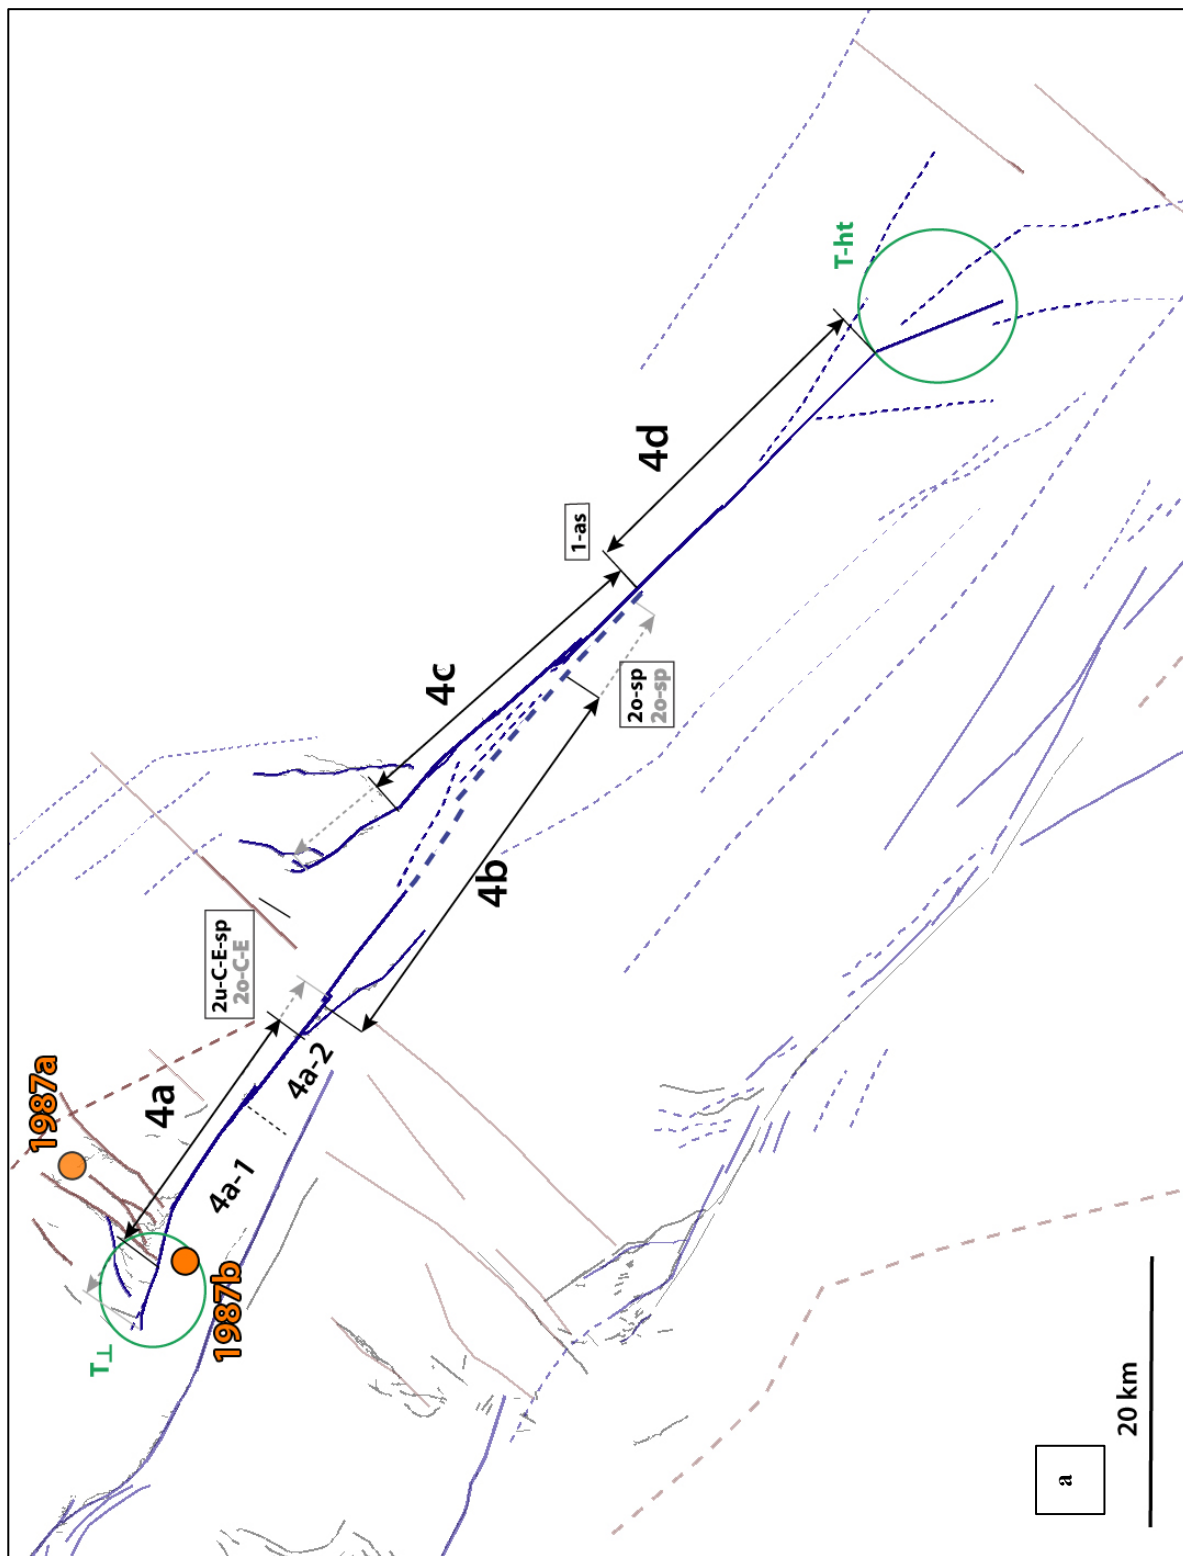 T⊥
1987b
1987a
4a
4a-1
4a-2
2u-C-E-sp
2o-C-E
4b
4c
2o-sp
2o-sp
1-as
4d
T-ht
a
20 km